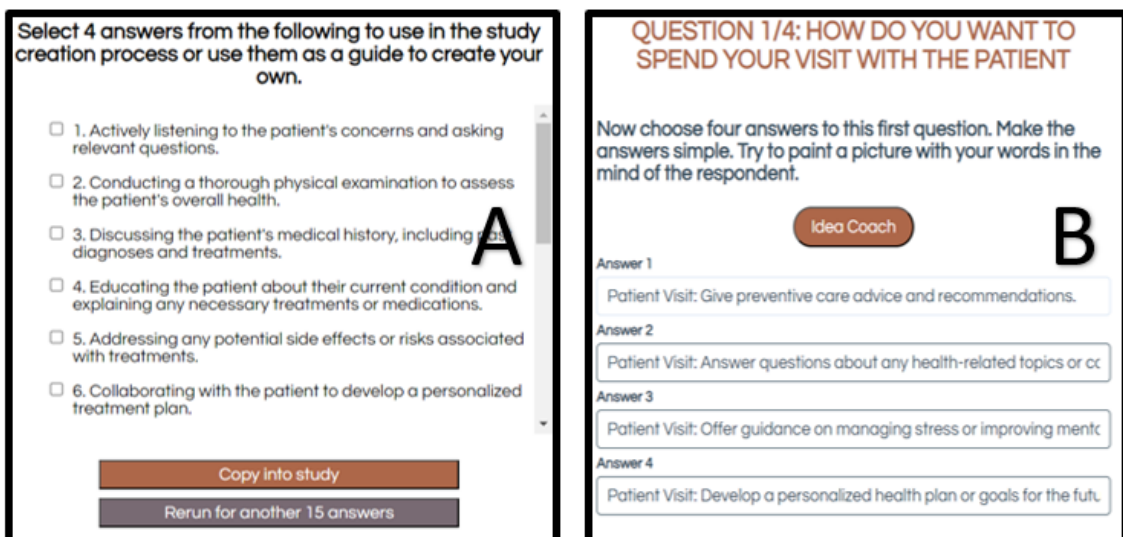 Select 4 answers from the following to use in the study
creation process or use them as a guide to create your
own.
1. Actively listening to the patient's concerns and asking
relevant questions.
2. Conducting a thorough physical examination to assess
the patient's overall health.
3. Discussing the patient's medical history, including
diagnoses and treatments.
4. Educating the patient about their current condition and
explaining any necessary treatments or medications.
5. Addressing any potential side effects or risks associated
with treatments.
6. Collaborating with the patient to develop a personalized
treatment plan.
A
Copy into study
Rerun for another 15 answers
QUESTION 1/4: HOW DO YOU WANT TO
SPEND YOUR VISIT WITH THE PATIENT
Now choose four answers to this first question. Make the
answers simple. Try to paint a picture with your words in the
mind of the respondent.
Idea Coach
B
Answer 1
Patient Visit: Give preventive care advice and recommendations.
Answer 2
Patient Visit: Answer questions about any health-related topics or
Answer 3
Patient Visit: Offer guidance on managing stress or improving
Answer 4
Patient Visit: Develop a personalized health plan or goals for the